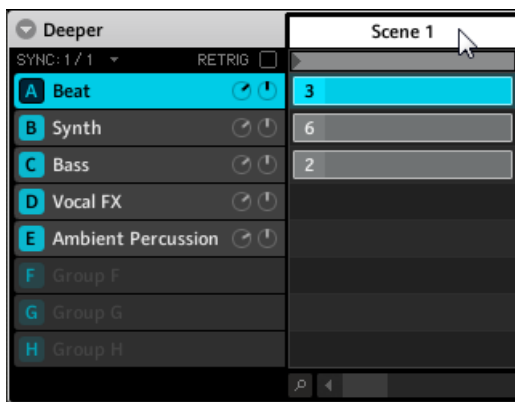 Deeper
Scene 1
SYNC: 1 / 1 RETRIG
A Beat 3
B Synth 6
C Bass 2
D Vocal FX
E Ambient Percussion
F Group F
G Group G
H Group H